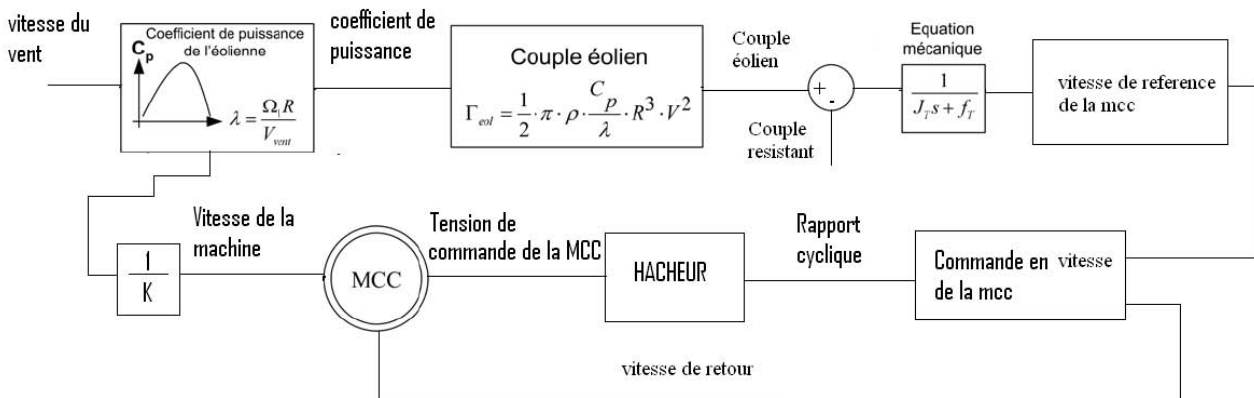 vitesse du
vent
Coefficient de puissance
de l'éolienne
C_p
λ = Ω₁R / V_vent
coefficient de
puissance
Couple éolien
Γ_eol = 1/2 · π · ρ · C_p/λ · R³ · V²
Couple
éolien
+
-
Couple
resistant
Equation
mécanique
1 / (J_T s + f_T)
vitesse de reference
de la mcc
1
K
Vitesse de la
machine
MCC
Tension de
commande de la MCC
HACHEUR
Rapport
cyclique
Commande en vitesse
de la mcc
vitesse de retour